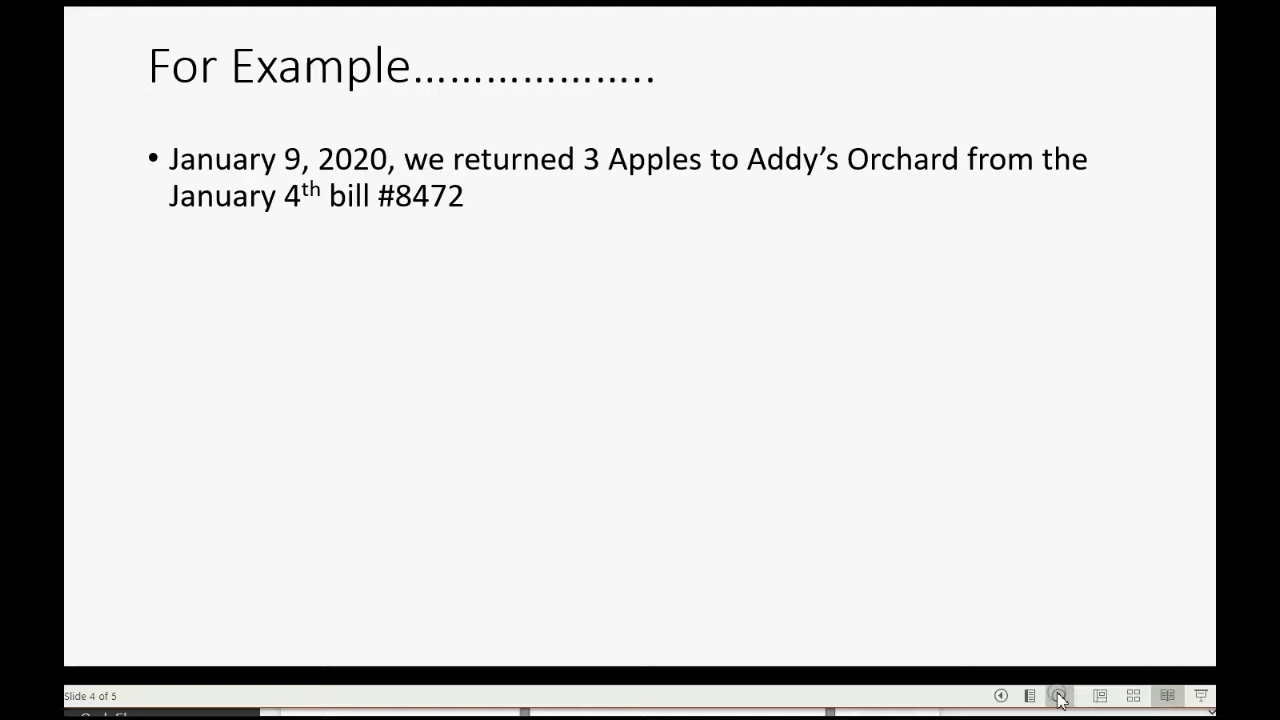 For Example………………..
• January 9, 2020, we returned 3 Apples to Addy’s Orchard from the
January 4th bill #8472
Slide 4 of 5